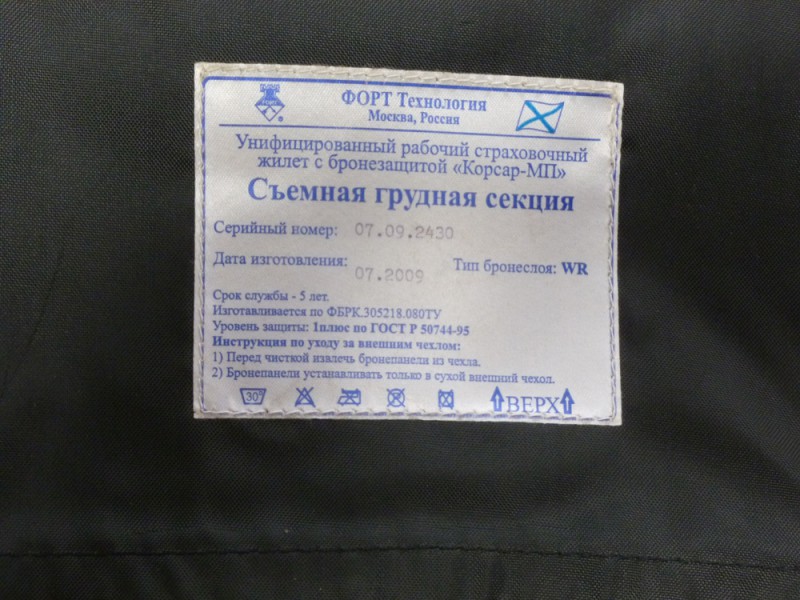 ФОРТ Технология
Москва, Россия
Унифицированный рабочий страховочный
жилет с бронезащитой «Корсар-МП»
Съемная грудная секция
Серийный номер: 07.09.2430
Дата изготовления: 07.2009 Тип бронеслоя: WR
Срок службы - 5 лет.
Изготавливается по ФБРК.305218.080ТУ
Уровень защиты: 1плюс по ГОСТ Р 50744-95
Инструкция по уходу за внешним чехлом:
1) Перед чисткой извлечь бронепанели из чехла.
2) Бронепанели устанавливать только в сухой внешний чехол.
30° ВЕРХ